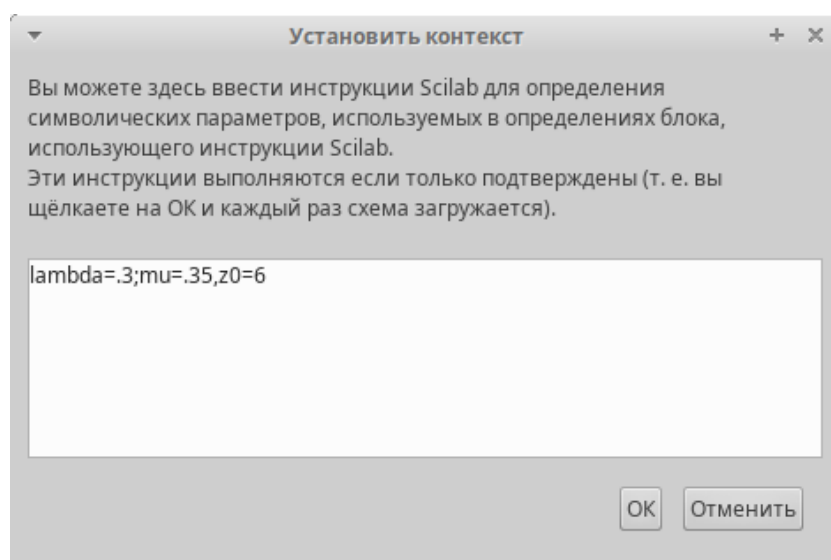 Установить контекст
Вы можете здесь ввести инструкции Scilab для определения
символических параметров, используемых в определениях блока,
использующего инструкции Scilab.
Эти инструкции выполняются если только подтверждены (т. е. вы
щёлкаете на ОК и каждый раз схема загружается).
lambda=.3;mu=.35,z0=6
ОК Отменить